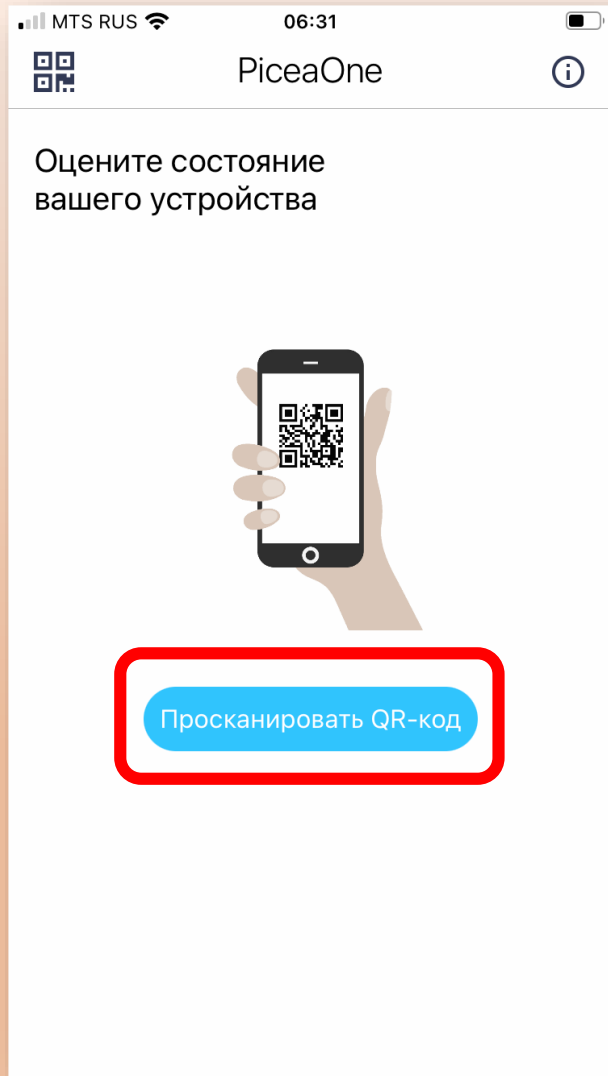 MTS RUS 06:31
PiceaOne
Оцените состояние
вашего устройства
Просканировать QR-код